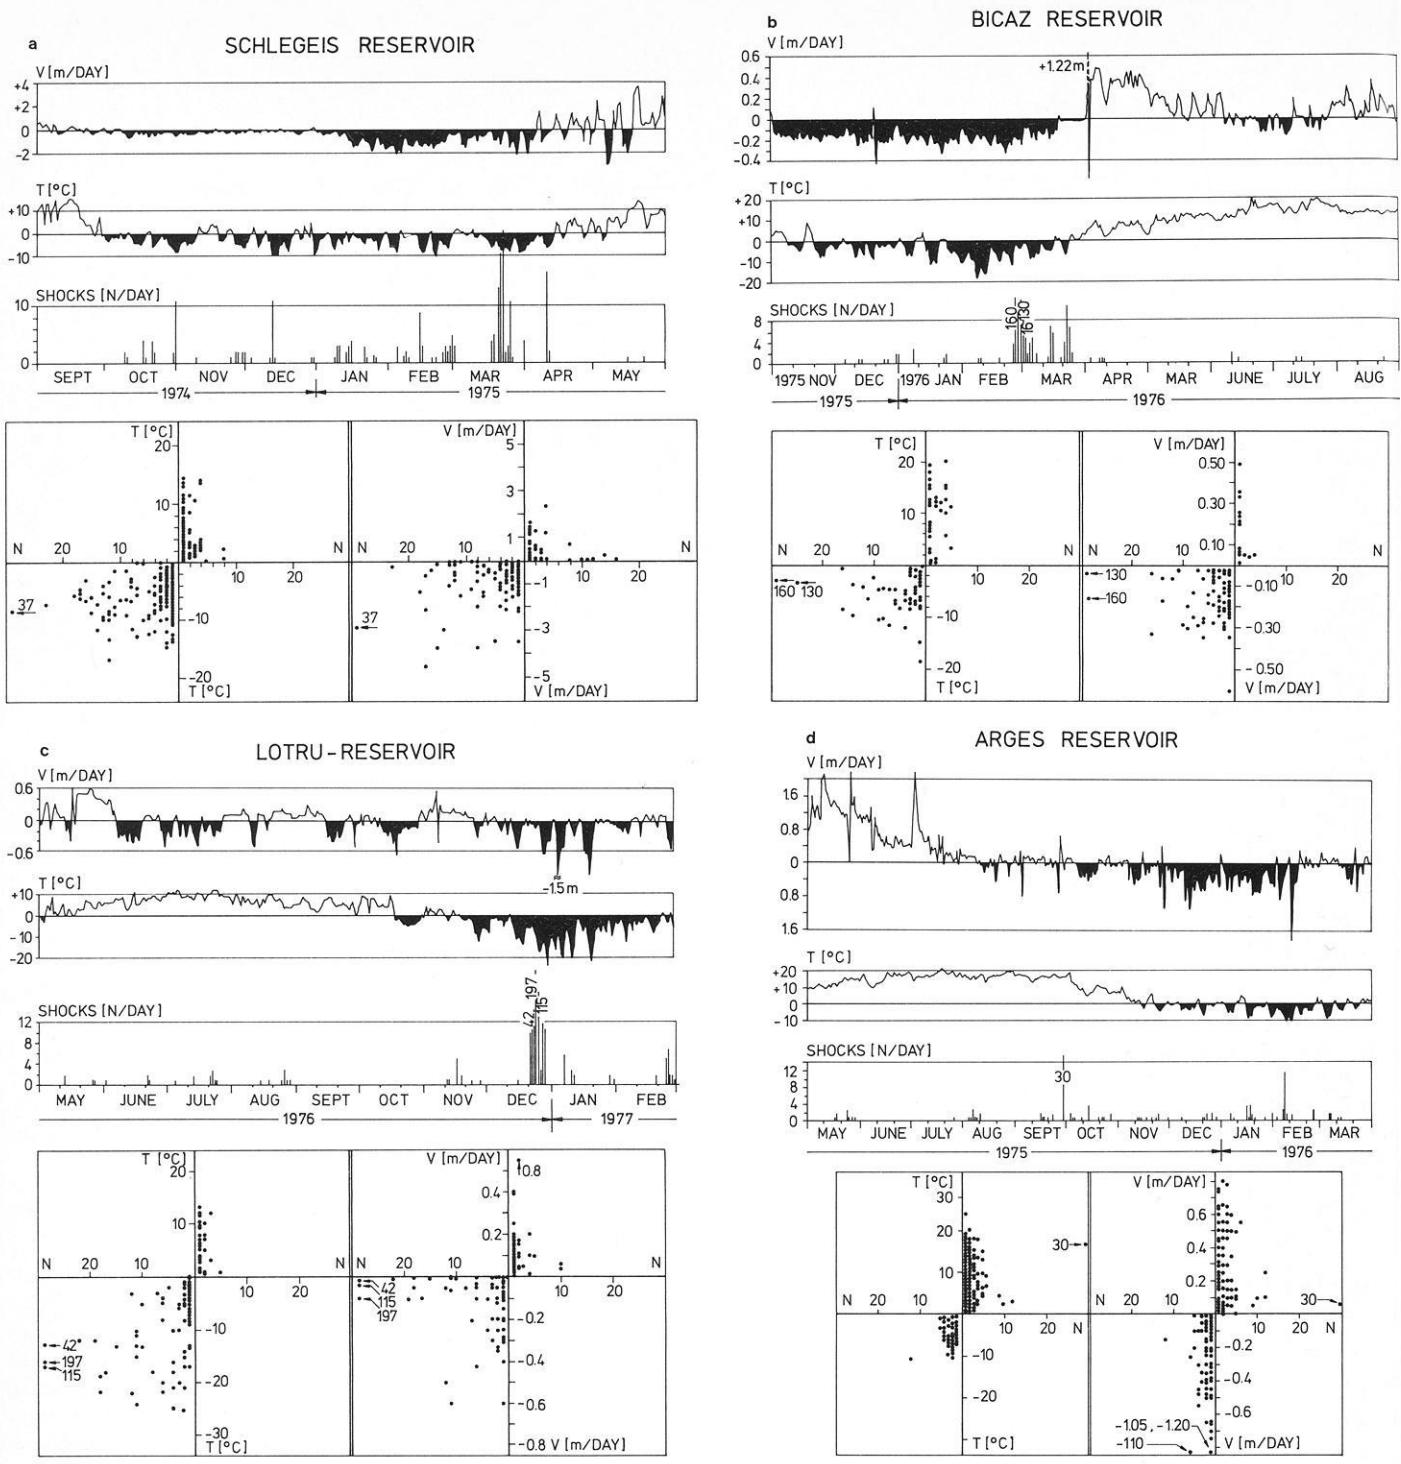 a
SCHLEGEIS RESERVOIR
V [m/DAY]
+4
+2
0
−2
T [°C]
+10
0
−10
SHOCKS [N/DAY]
10
0
SEPT OCT NOV DEC JAN FEB MAR APR MAY
1974 1975
T [°C] V [m/DAY]
20 5
10 3
1
N 20 10 N N 20 10 N
10 20 10 20
−1
37 −10 37 −3
−20 −5
T [°C] V [m/DAY]
b
BICAZ RESERVOIR
V [m/DAY]
0.6
+1.22m
0.4
0.2
0
−0.2
−0.4
T [°C]
+20
+10
0
−10
−20
SHOCKS [N/DAY]
160
16
130
8
4
0
1975 NOV DEC 1976 JAN FEB MAR APR MAR JUNE JULY AUG
1975 1976
T [°C] V [m/DAY]
20 0.50
10 0.30
0.10
N 20 10 N N 20 10 N
10 20 10 20
160 130 130 −0.10
160
−10 −0.30
−20 −0.50
T [°C] V [m/DAY]
c
LOTRU-RESERVOIR
V [m/DAY]
0.6
0
−0.6
−1.5 m
T [°C]
+10
0
−10
−20
SHOCKS [N/DAY]
42
197
115
12
8
4
0
MAY JUNE JULY AUG SEPT OCT NOV DEC JAN FEB
1976 1977
T [°C] V [m/DAY]
20 0.8
0.4
10 0.2
N 20 10 N 20 10 N
10 20 10 20
42
115
197
−0.2
−10
42
197
115
−0.4
−20
−0.6
−30 −0.8 V [m/DAY]
T [°C]
d
ARGES RESERVOIR
V [m/DAY]
1.6
0.8
0
0.8
1.6
T [°C]
+20
+10
0
−10
SHOCKS [N/DAY]
30
12
8
4
0
MAY JUNE JULY AUG SEPT OCT NOV DEC JAN FEB MAR
1975 1976
T [°C] V [m/DAY]
30
0.6
20 30
0.4
10 0.2
N 20 10 N 20 10 30
10 20 N 10 20 N
−10 −0.2
−0.4
−20
−0.6
−1.05, −1.20
−110
T [°C] V [m/DAY]